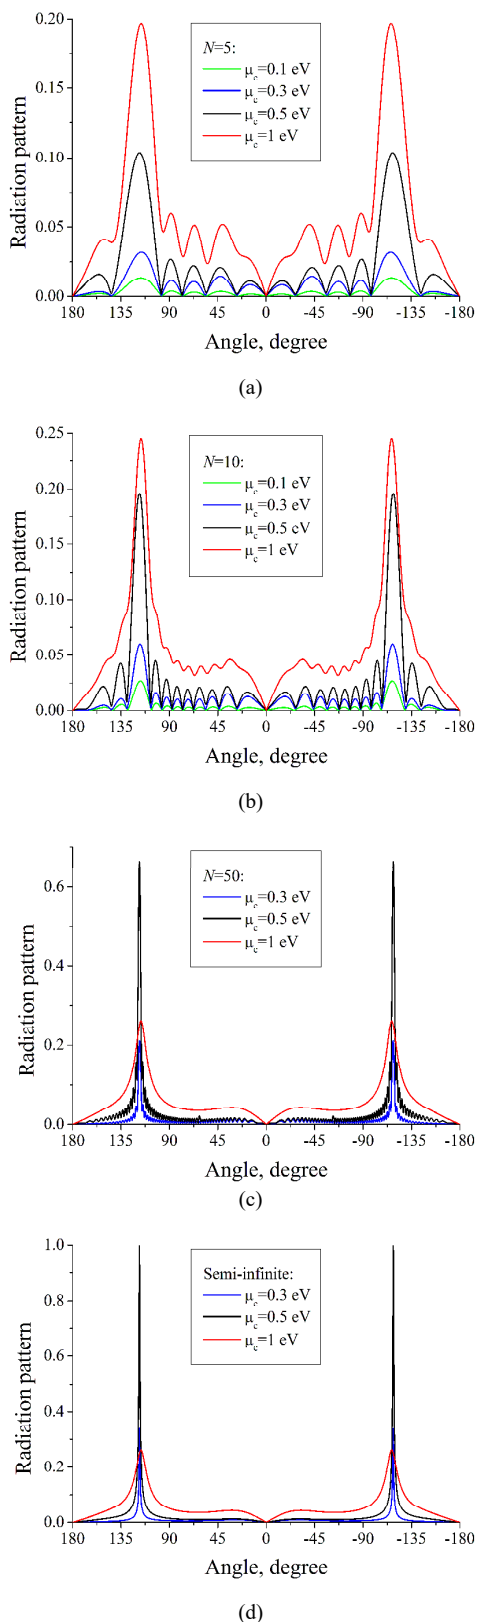 0.20
0.15
0.10
0.05
0.00
Radiation pattern
N=5:
μc=0.1 eV
μc=0.3 eV
μc=0.5 eV
μc=1 eV
180 135 90 45 0 -45 -90 -135 -180
Angle, degree
(a)
0.25
0.20
0.15
0.10
0.05
0.00
Radiation pattern
N=10:
μc=0.1 eV
μc=0.3 eV
μc=0.5 eV
μc=1 eV
180 135 90 45 0 -45 -90 -135 -180
Angle, degree
(b)
0.6
0.4
0.2
0.0
Radiation pattern
N=50:
μc=0.3 eV
μc=0.5 eV
μc=1 eV
180 135 90 45 0 -45 -90 -135 -180
Angle, degree
(c)
1.0
0.8
0.6
0.4
0.2
0.0
Radiation pattern
Semi-infinite:
μc=0.3 eV
μc=0.5 eV
μc=1 eV
180 135 90 45 0 -45 -90 -135 -180
Angle, degree
(d)